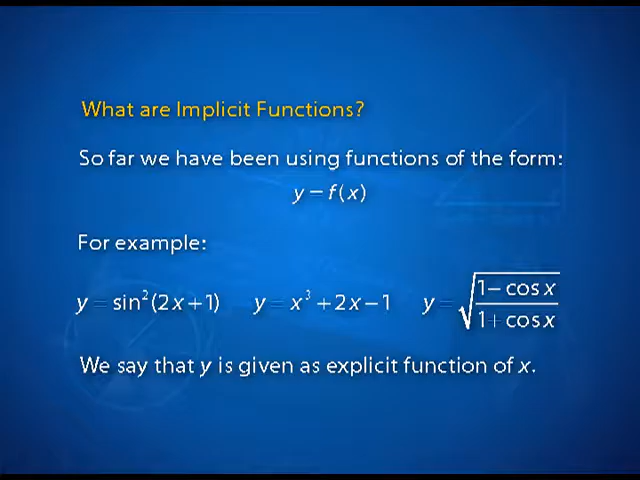 What are Implicit Functions?
So far we have been using functions of the form:
y = f(x)
For example:
y = sin²(2x+1) y = x³ + 2x − 1 y = √((1− cos x)/(1+ cos x))
We say that y is given as explicit function of x.